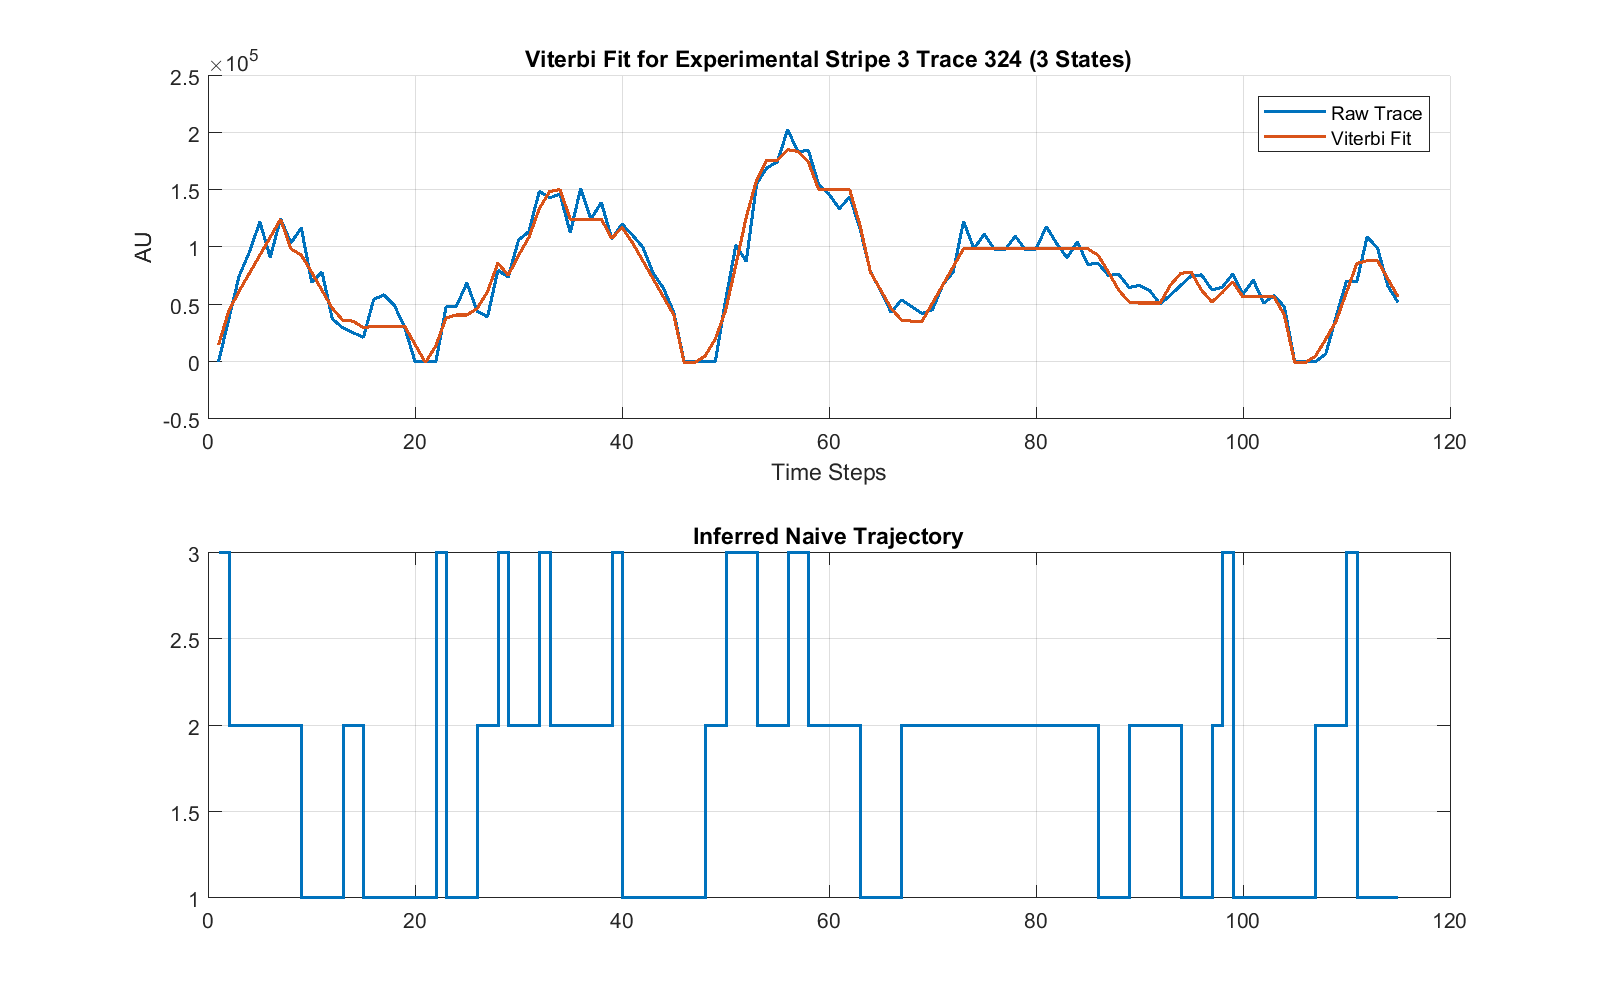 Viterbi Fit for Experimental Stripe 3 Trace 324 (3 States)
×10^5
2.5
2
1.5
1
0.5
0
-0.5
AU
Raw Trace
Viterbi Fit
0 20 40 60 80 100 120
Time Steps
Inferred Naive Trajectory
3
2.5
2
1.5
1
0 20 40 60 80 100 120